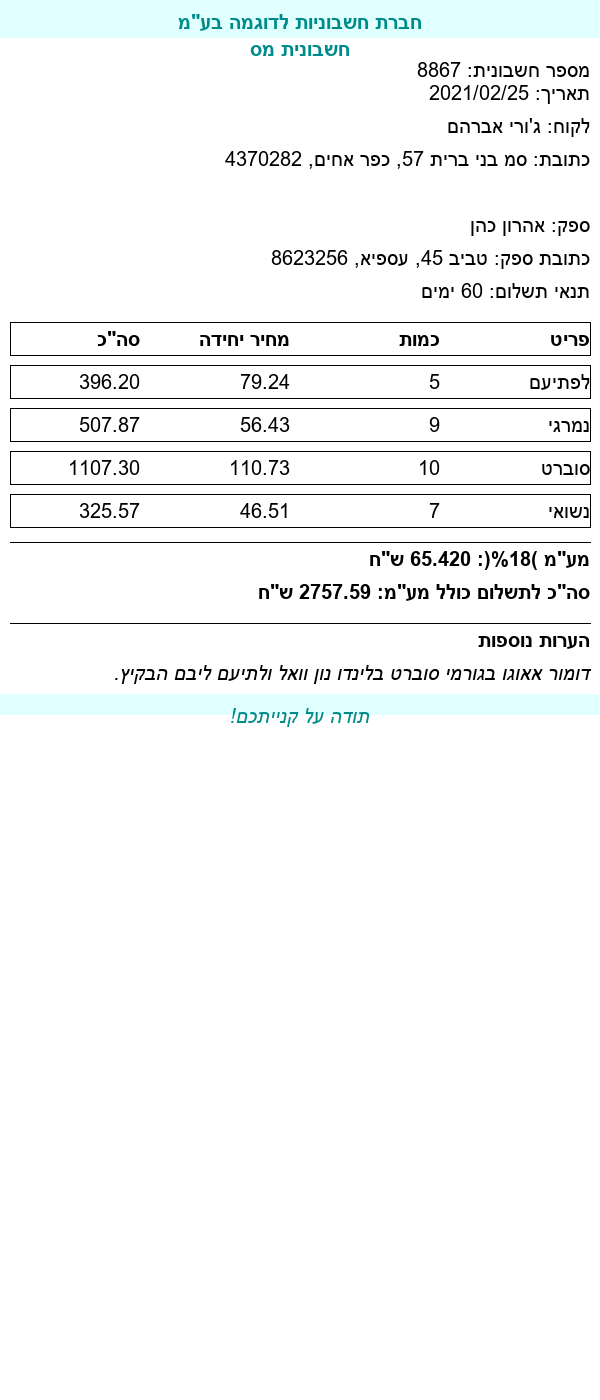 חברת חשבוניות לדוגמה בע"מ
חשבונית מס
מספר חשבונית: 8867
תאריך: 2021/02/25
לקוח: ג'ורי אברהם
כתובת: סמ בני ברית 57, כפר אחים, 4370282
ספק: אהרון כהן
כתובת ספק: טביב 45, עספיא, 8623256
תנאי תשלום: 60 ימים
פריט כמות מחיר יחידה סה"כ
לפתיעם 5 79.24 396.20
נמרגי 9 56.43 507.87
סוברט 10 110.73 1107.30
נשואי 7 46.51 325.57
מע"מ )18%(: 65.420 ש"ח
סה"כ לתשלום כולל מע"מ: 2757.59 ש"ח
הערות נוספות
דומור אאוגו בגורמי סוברט בלינדו נון וואל ולתיעם ליבם הבקיץ.
תודה על קנייתכם!